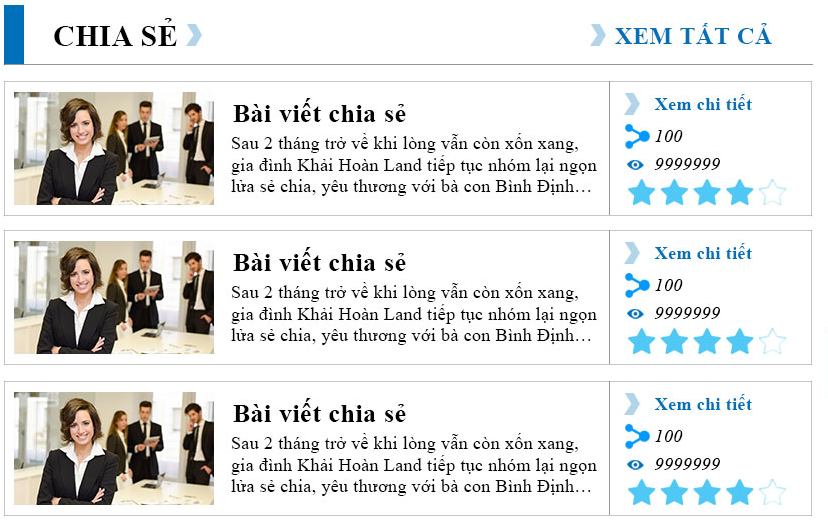 CHIA SẺ
XEM TẤT CẢ
Bài viết chia sẻ
Sau 2 tháng trở về khi lòng vẫn còn xốn xang,
gia đình Khải Hoàn Land tiếp tục nhóm lại ngọn
lửa sẻ chia, yêu thương với bà con Bình Định...
Xem chi tiết
100
9999999
Bài viết chia sẻ
Sau 2 tháng trở về khi lòng vẫn còn xốn xang,
gia đình Khải Hoàn Land tiếp tục nhóm lại ngọn
lửa sẻ chia, yêu thương với bà con Bình Định...
Xem chi tiết
100
9999999
Bài viết chia sẻ
Sau 2 tháng trở về khi lòng vẫn còn xốn xang,
gia đình Khải Hoàn Land tiếp tục nhóm lại ngọn
lửa sẻ chia, yêu thương với bà con Bình Định...
Xem chi tiết
100
9999999